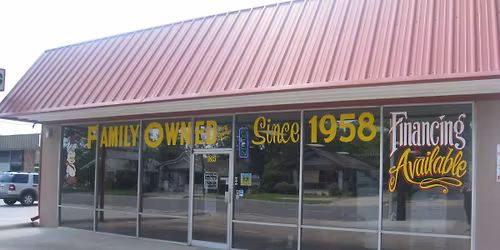 FAMILY OWNED Since 1958
Financing
Available